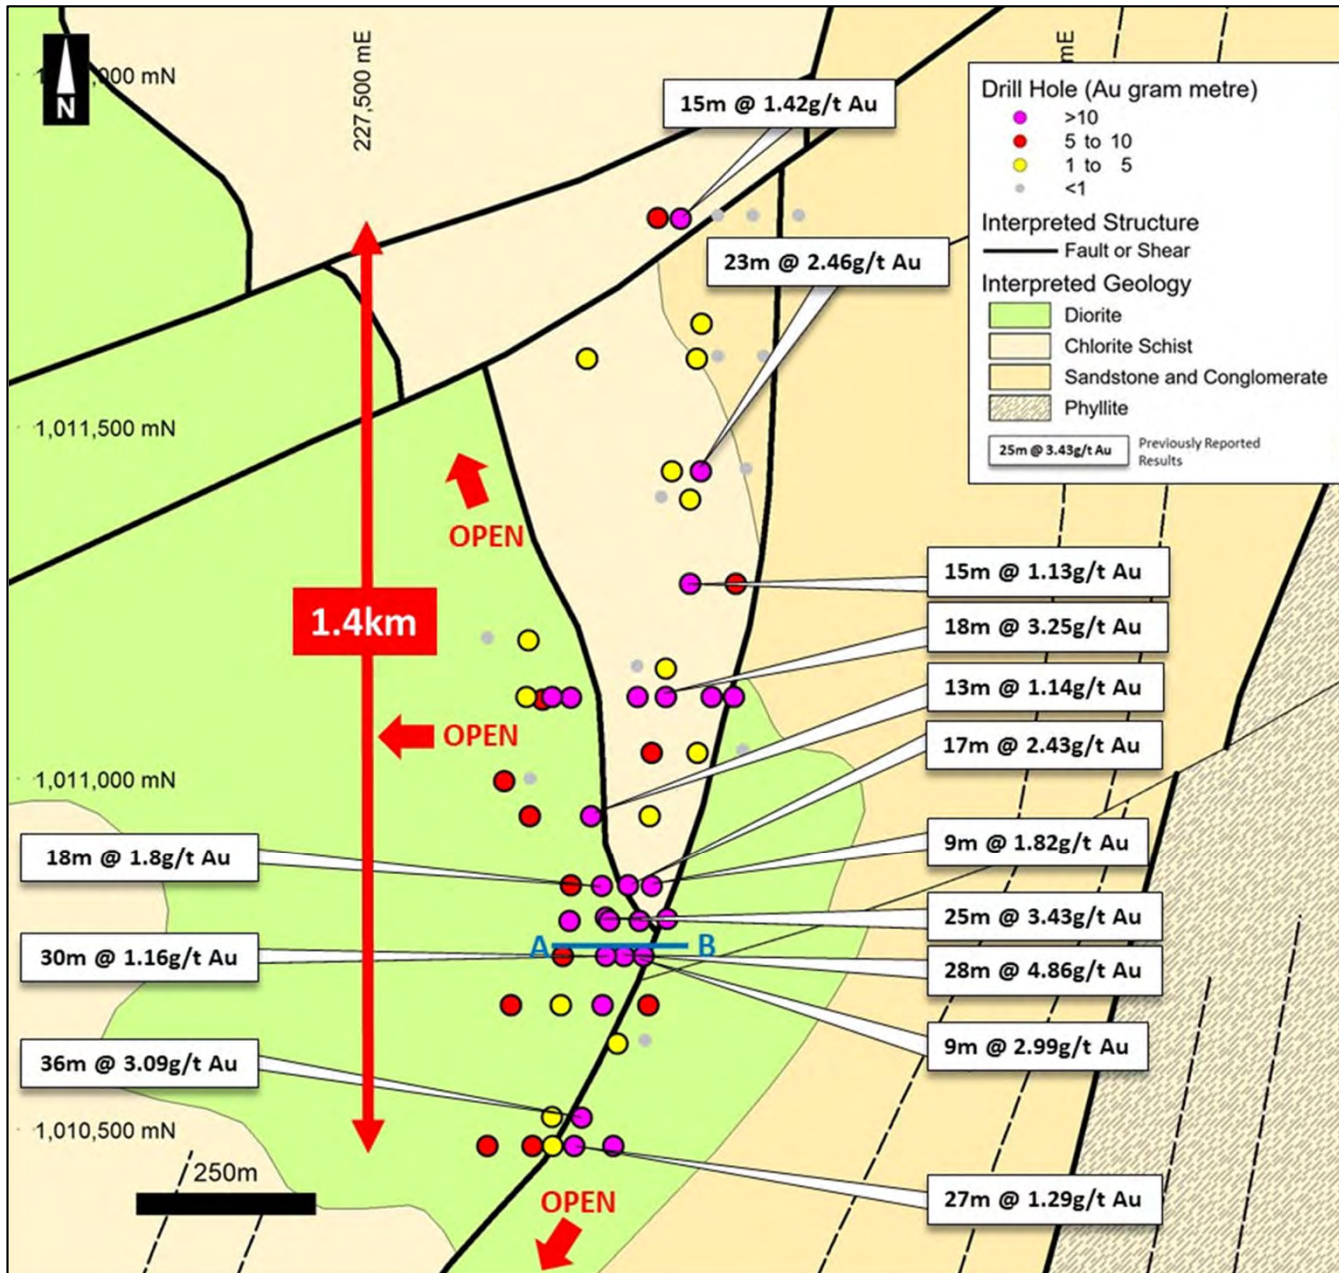 N
,000 mN
227,500 mE
mE
15m @ 1.42g/t Au
Drill Hole (Au gram metre)
>10
5 to 10
1 to 5
<1
Interpreted Structure
Fault or Shear
Interpreted Geology
Diorite
Chlorite Schist
Sandstone and Conglomerate
Phyllite
25m @ 3.43g/t Au
Previously Reported
Results
23m @ 2.46g/t Au
1,011,500 mN
OPEN
15m @ 1.13g/t Au
1.4km
18m @ 3.25g/t Au
13m @ 1.14g/t Au
OPEN
17m @ 2.43g/t Au
1,011,000 mN
18m @ 1.8g/t Au
9m @ 1.82g/t Au
25m @ 3.43g/t Au
A
B
30m @ 1.16g/t Au
28m @ 4.86g/t Au
9m @ 2.99g/t Au
36m @ 3.09g/t Au
1,010,500 mN
250m
OPEN
27m @ 1.29g/t Au